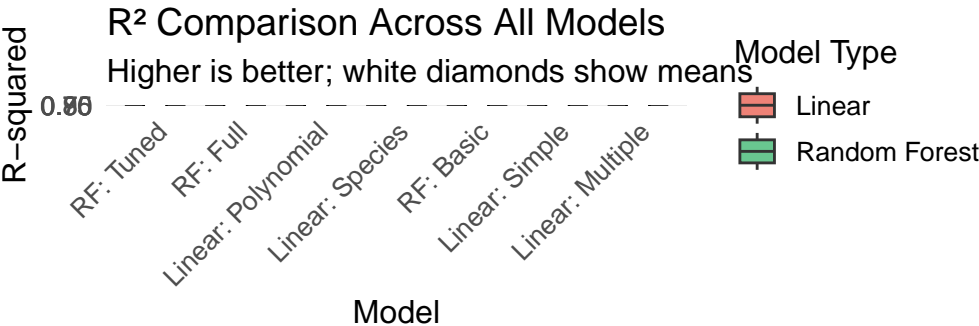 R² Comparison Across All Models
Higher is better; white diamonds show means
R−squared
RF: Tuned
RF: Full
Linear: Polynomial
Linear: Species
RF: Basic
Linear: Simple
Linear: Multiple
Model
Model Type
Linear
Random Forest